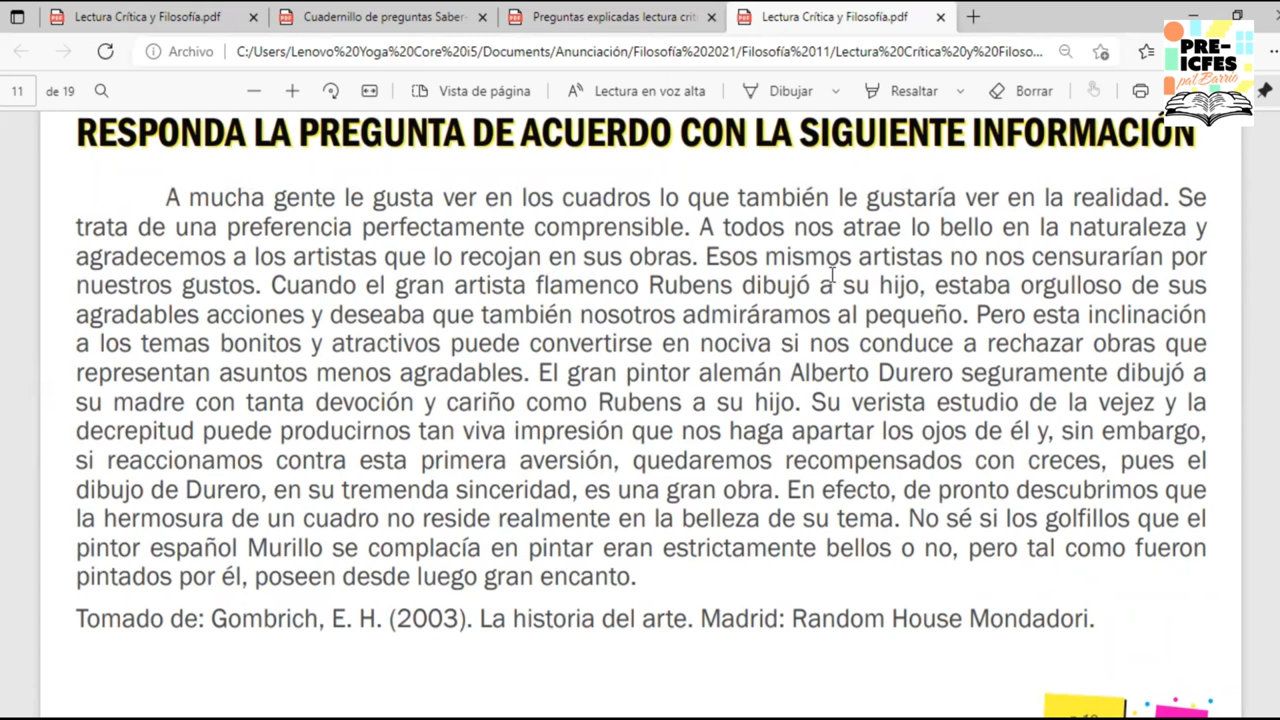 Lectura Crítica y Filosofía.pdf
Cuadernillo de preguntas Saber-
Preguntas explicadas lectura crit
Lectura Crítica y Filosofía.pdf
Archivo
C:/Users/Lenovo%20Yoga%20Core%20i5/Documents/Anunciación/Filosofía%202021/Filosofía%2011/Lectura%20Crítica%20y%20Filoso...
PRE-
ICFES
pa'l Barrio
11 de 19
Vista de página
Lectura en voz alta
Dibujar
Resaltar
Borrar
RESPONDA LA PREGUNTA DE ACUERDO CON LA SIGUIENTE INFORMACIÓN
A mucha gente le gusta ver en los cuadros lo que también le gustaría ver en la realidad. Se
trata de una preferencia perfectamente comprensible. A todos nos atrae lo bello en la naturaleza y
agradecemos a los artistas que lo recojan en sus obras. Esos mismos artistas no nos censurarían por
nuestros gustos. Cuando el gran artista flamenco Rubens dibujó a su hijo, estaba orgulloso de sus
agradables acciones y deseaba que también nosotros admiráramos al pequeño. Pero esta inclinación
a los temas bonitos y atractivos puede convertirse en nociva si nos conduce a rechazar obras que
representan asuntos menos agradables. El gran pintor alemán Alberto Durero seguramente dibujó a
su madre con tanta devoción y cariño como Rubens a su hijo. Su verista estudio de la vejez y la
decrepitud puede producirnos tan viva impresión que nos haga apartar los ojos de él y, sin embargo,
si reaccionamos contra esta primera aversión, quedaremos recompensados con creces, pues el
dibujo de Durero, en su tremenda sinceridad, es una gran obra. En efecto, de pronto descubrimos que
la hermosura de un cuadro no reside realmente en la belleza de su tema. No sé si los golfillos que el
pintor español Murillo se complacía en pintar eran estrictamente bellos o no, pero tal como fueron
pintados por él, poseen desde luego gran encanto.
Tomado de: Gombrich, E. H. (2003). La historia del arte. Madrid: Random House Mondadori.